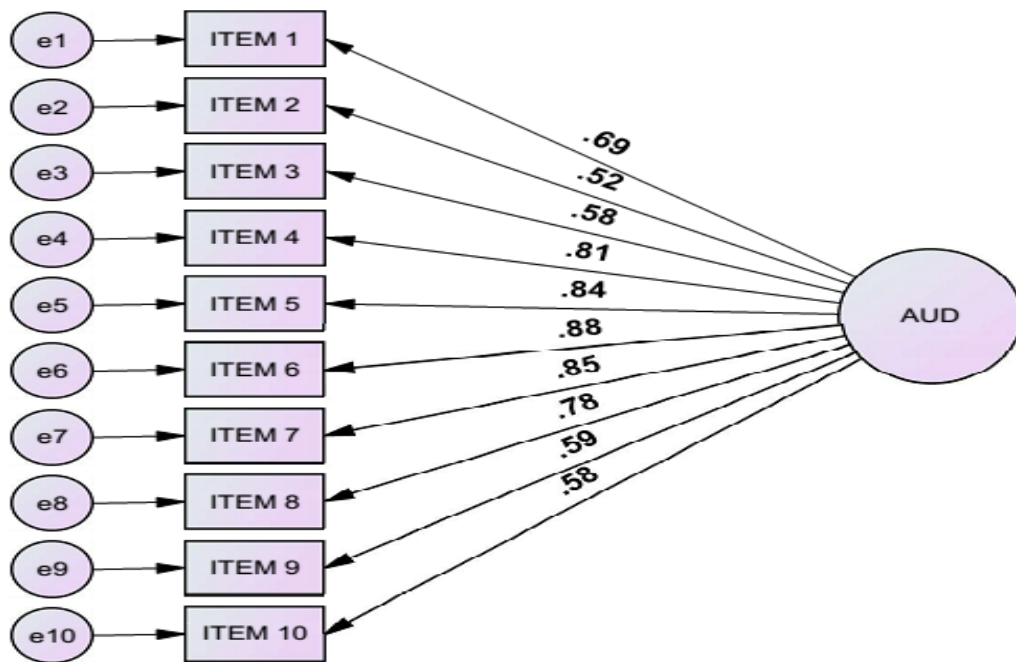 e1 ITEM 1
e2 ITEM 2
e3 ITEM 3
e4 ITEM 4
e5 ITEM 5
e6 ITEM 6
e7 ITEM 7
e8 ITEM 8
e9 ITEM 9
e10 ITEM 10
.69
.52
.58
.81
.84
.88
.85
.78
.59
.58
AUD